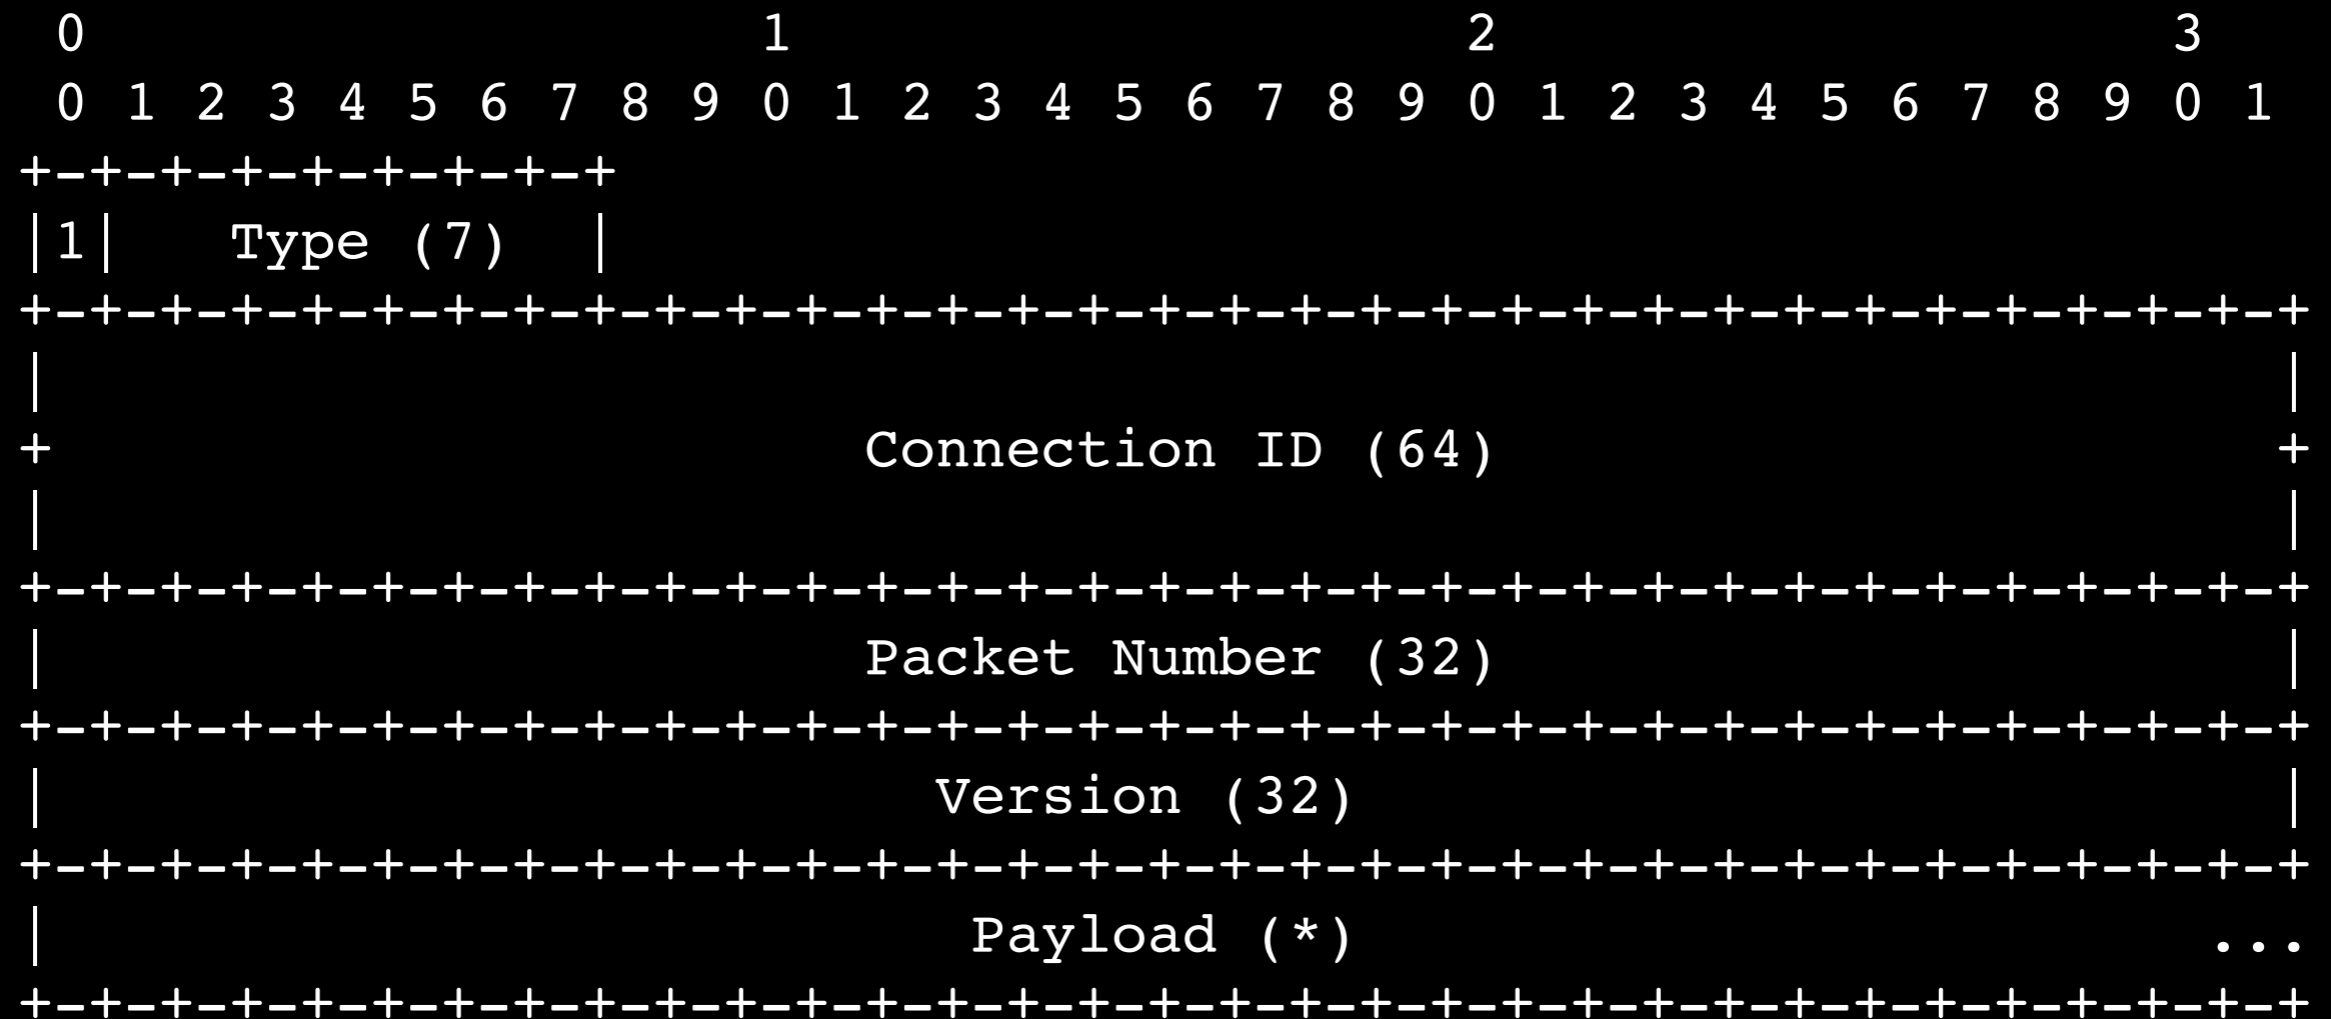 0                   1                   2                   3
 0 1 2 3 4 5 6 7 8 9 0 1 2 3 4 5 6 7 8 9 0 1 2 3 4 5 6 7 8 9 0 1
+-+-+-+-+-+-+-+-+
|1|   Type (7)  |
+-+-+-+-+-+-+-+-+-+-+-+-+-+-+-+-+-+-+-+-+-+-+-+-+-+-+-+-+-+-+-+-+
|                                                               |
+                       Connection ID (64)                      +
|                                                               |
+-+-+-+-+-+-+-+-+-+-+-+-+-+-+-+-+-+-+-+-+-+-+-+-+-+-+-+-+-+-+-+-+
|                       Packet Number (32)                      |
+-+-+-+-+-+-+-+-+-+-+-+-+-+-+-+-+-+-+-+-+-+-+-+-+-+-+-+-+-+-+-+-+
|                         Version (32)                          |
+-+-+-+-+-+-+-+-+-+-+-+-+-+-+-+-+-+-+-+-+-+-+-+-+-+-+-+-+-+-+-+-+
|                          Payload (*)                        ...
+-+-+-+-+-+-+-+-+-+-+-+-+-+-+-+-+-+-+-+-+-+-+-+-+-+-+-+-+-+-+-+-+